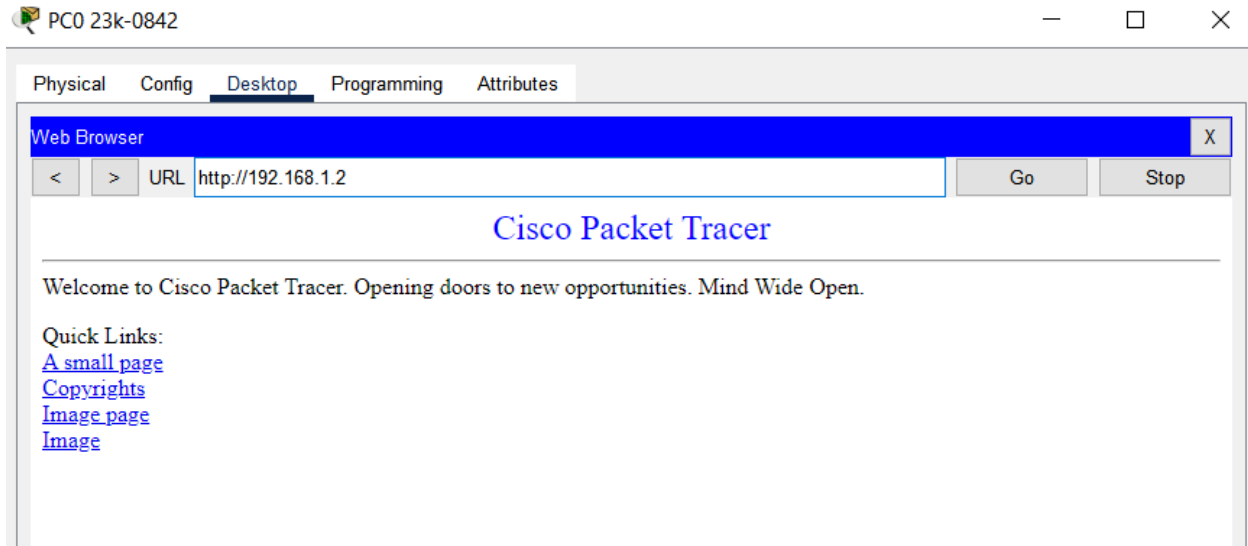 PC0 23k-0842
Physical Config Desktop Programming Attributes
Web Browser X
< > URL http://192.168.1.2 Go Stop
Cisco Packet Tracer
Welcome to Cisco Packet Tracer. Opening doors to new opportunities. Mind Wide Open.
Quick Links:
A small page
Copyrights
Image page
Image